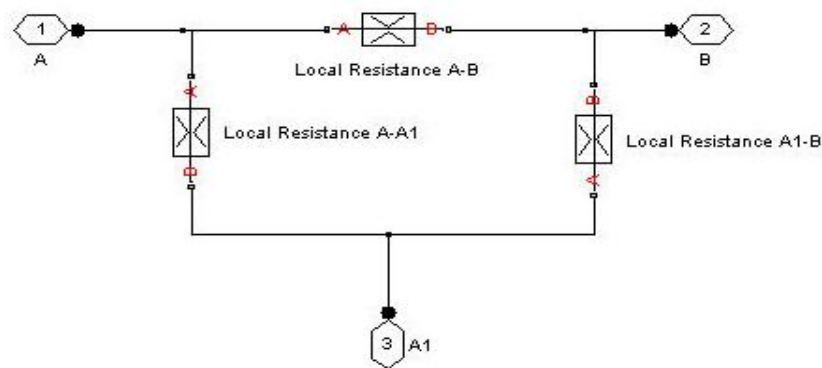 1
A
A B
Local Resistance A-B
2
B
A
Local Resistance A-A1
B
B
Local Resistance A1-B
A
3
A1